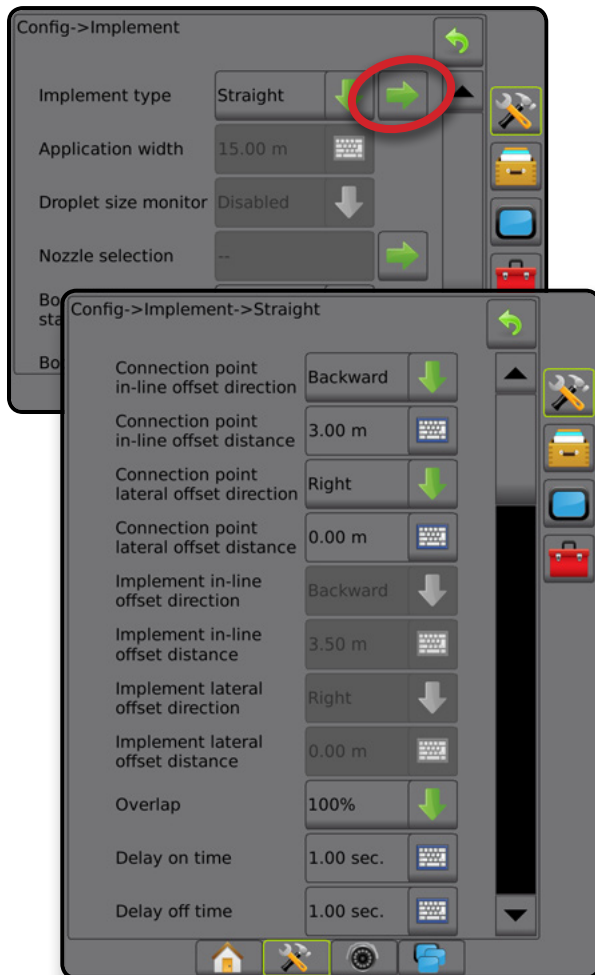 Config->Implement
Implement type
Straight
Application width
15.00 m
Droplet size monitor
Disabled
Nozzle selection
--
Bo
sta
Bo
Config->Implement->Straight
Connection point
in-line offset direction
Backward
Connection point
in-line offset distance
3.00 m
Connection point
lateral offset direction
Right
Connection point
lateral offset distance
0.00 m
Implement in-line
offset direction
Backward
Implement in-line
offset distance
3.50 m
Implement lateral
offset direction
Right
Implement lateral
offset distance
0.00 m
Overlap
100%
Delay on time
1.00 sec.
Delay off time
1.00 sec.